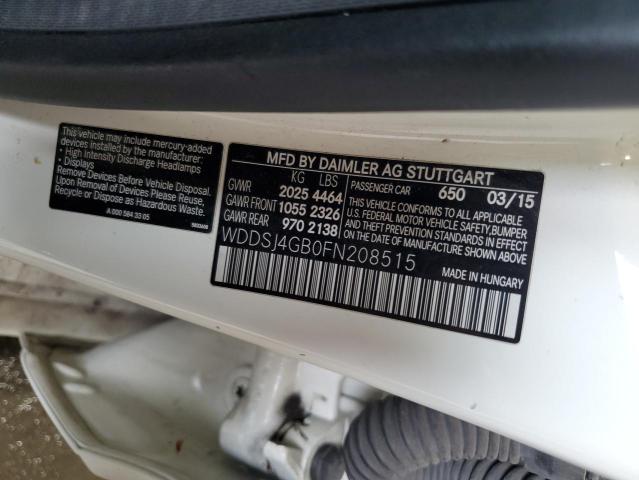 This vehicle may include mercury-added
devices installed by the manufacturer:
- High Intensity Discharge Headlamps
- Displays
Remove Devices Before Vehicle Disposal.
Upon Removal of Devices Please Reuse,
Recycle or Dispose as Hazardous Waste.
A 000 584 33 05
MFD BY DAIMLER AG STUTTGART
KG LBS
GVWR 2025 4464
GAWR FRONT 1055 2326
GAWR REAR 970 2138
PASSENGER CAR 650 03/15
THIS VEHICLE CONFORMS TO ALL APPLICABLE
U.S. FEDERAL MOTOR VEHICLE SAFETY, BUMPER
AND THEFT PREVENTION STANDARDS IN EFFECT
ON THE DATE OF MANUFACTURE SHOWN ABOVE.
WDDSJ4GB0FN208515
MADE IN HUNGARY